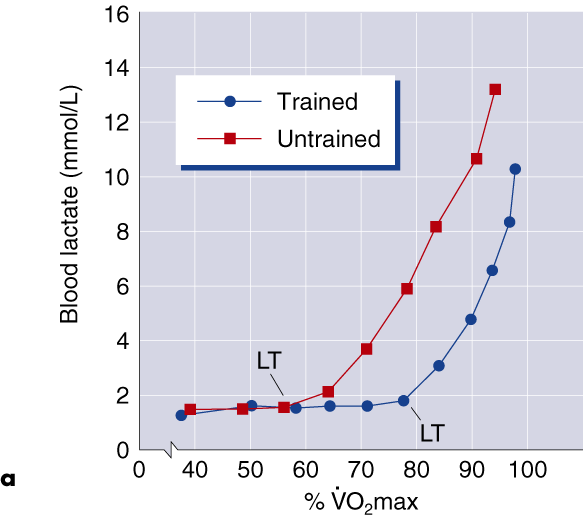 16
14
12
10
8
6
4
2
0
Blood lactate (mmol/L)
Trained
Untrained
LT
LT
0 40 50 60 70 80 90 100
% V̇O₂max
a